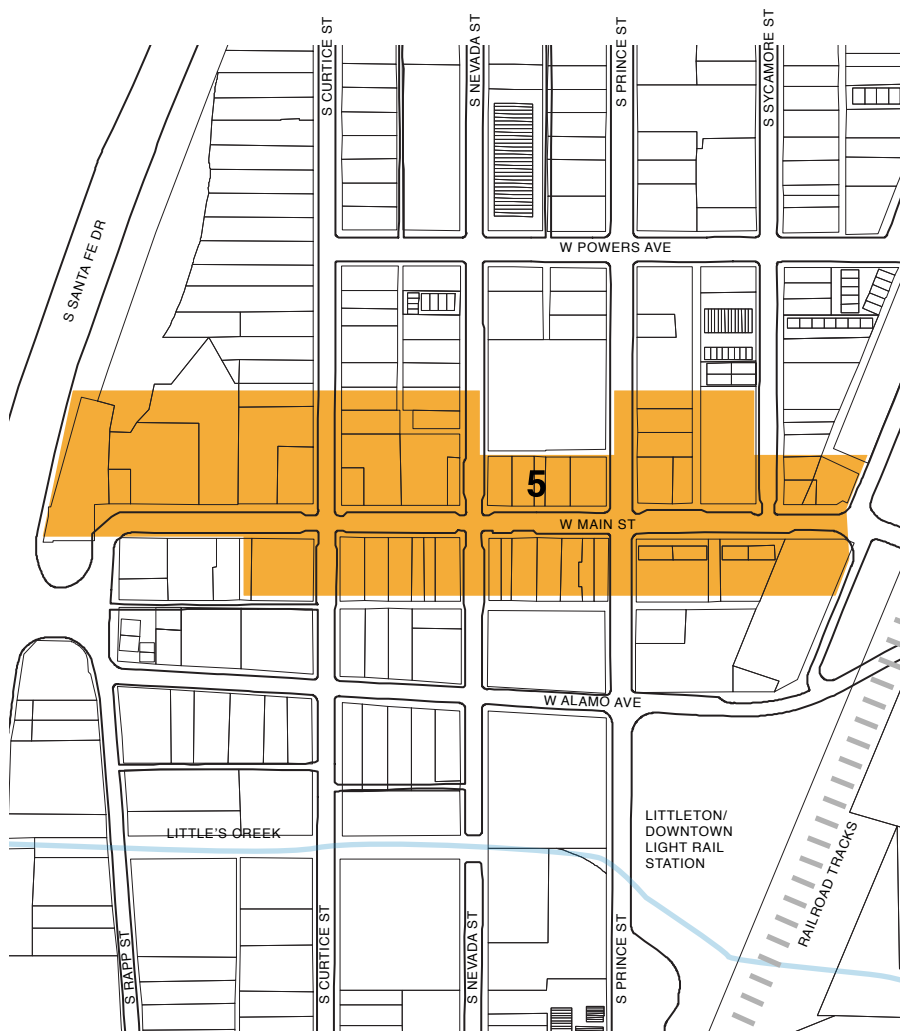 S CURTICE ST
S NEVADA ST
S PRINCE ST
S SYCAMORE ST
W POWERS AVE
S SANTA FE DR
5
W MAIN ST
W ALAMO AVE
LITTLETON/
DOWNTOWN
LIGHT RAIL
STATION
LITTLE'S CREEK
RAILROAD TRACKS
S RAPP ST
S CURTICE ST
S NEVADA ST
S PRINCE ST